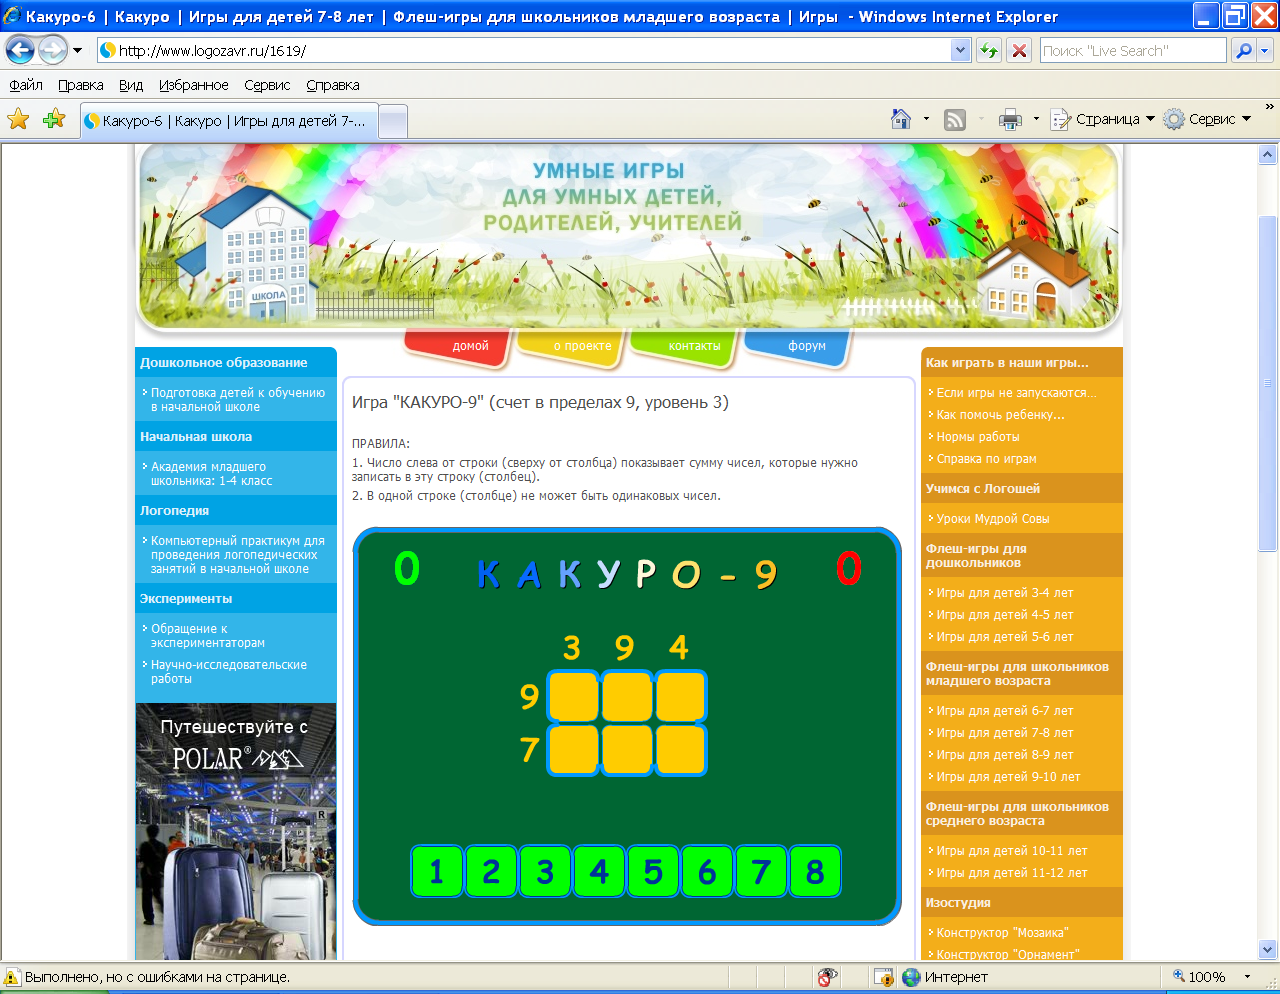 Какуро-6 | Какуро | Игры для детей 7-8 лет | Флеш-игры для школьников младшего возраста | Игры - Windows Internet Explorer
http://www.logozavr.ru/1619/
Поиск "Live Search"
Файл Правка Вид Избранное Сервис Справка
Какуро-6 | Какуро | Игры для детей 7-...
Страница Сервис
УМНЫЕ ИГРЫ
ДЛЯ УМНЫХ ДЕТЕЙ,
РОДИТЕЛЕЙ, УЧИТЕЛЕЙ
ШКОЛА
домой
о проекте
контакты
форум
Дошкольное образование
Подготовка детей к обучению
в начальной школе
Начальная школа
Академия младшего
школьника: 1-4 класс
Логопедия
Компьютерный практикум для
проведения логопедических
занятий в начальной школе
Эксперименты
Обращение к
экспериментаторам
Научно-исследовательские
работы
Путешествуйте с
POLAR®
R
Игра "КАКУРО-9" (счет в пределах 9, уровень 3)
ПРАВИЛА:
1. Число слева от строки (сверху от столбца) показывает сумму чисел, которые нужно
записать в эту строку (столбец).
2. В одной строке (столбце) не может быть одинаковых чисел.
0 КАКУРО-9 0
3 9 4
9
7
1 2 3 4 5 6 7 8
Как играть в наши игры...
Если игры не запускаются...
Как помочь ребенку...
Нормы работы
Справка по играм
Учимся с Логошей
Уроки Мудрой Совы
Флеш-игры для
дошкольников
Игры для детей 3-4 лет
Игры для детей 4-5 лет
Игры для детей 5-6 лет
Флеш-игры для школьников
младшего возраста
Игры для детей 6-7 лет
Игры для детей 7-8 лет
Игры для детей 8-9 лет
Игры для детей 9-10 лет
Флеш-игры для школьников
среднего возраста
Игры для детей 10-11 лет
Игры для детей 11-12 лет
Изостудия
Конструктор "Мозаика"
Конструктор "Орнамент"
Выполнено, но с ошибками на странице.
Интернет
100%